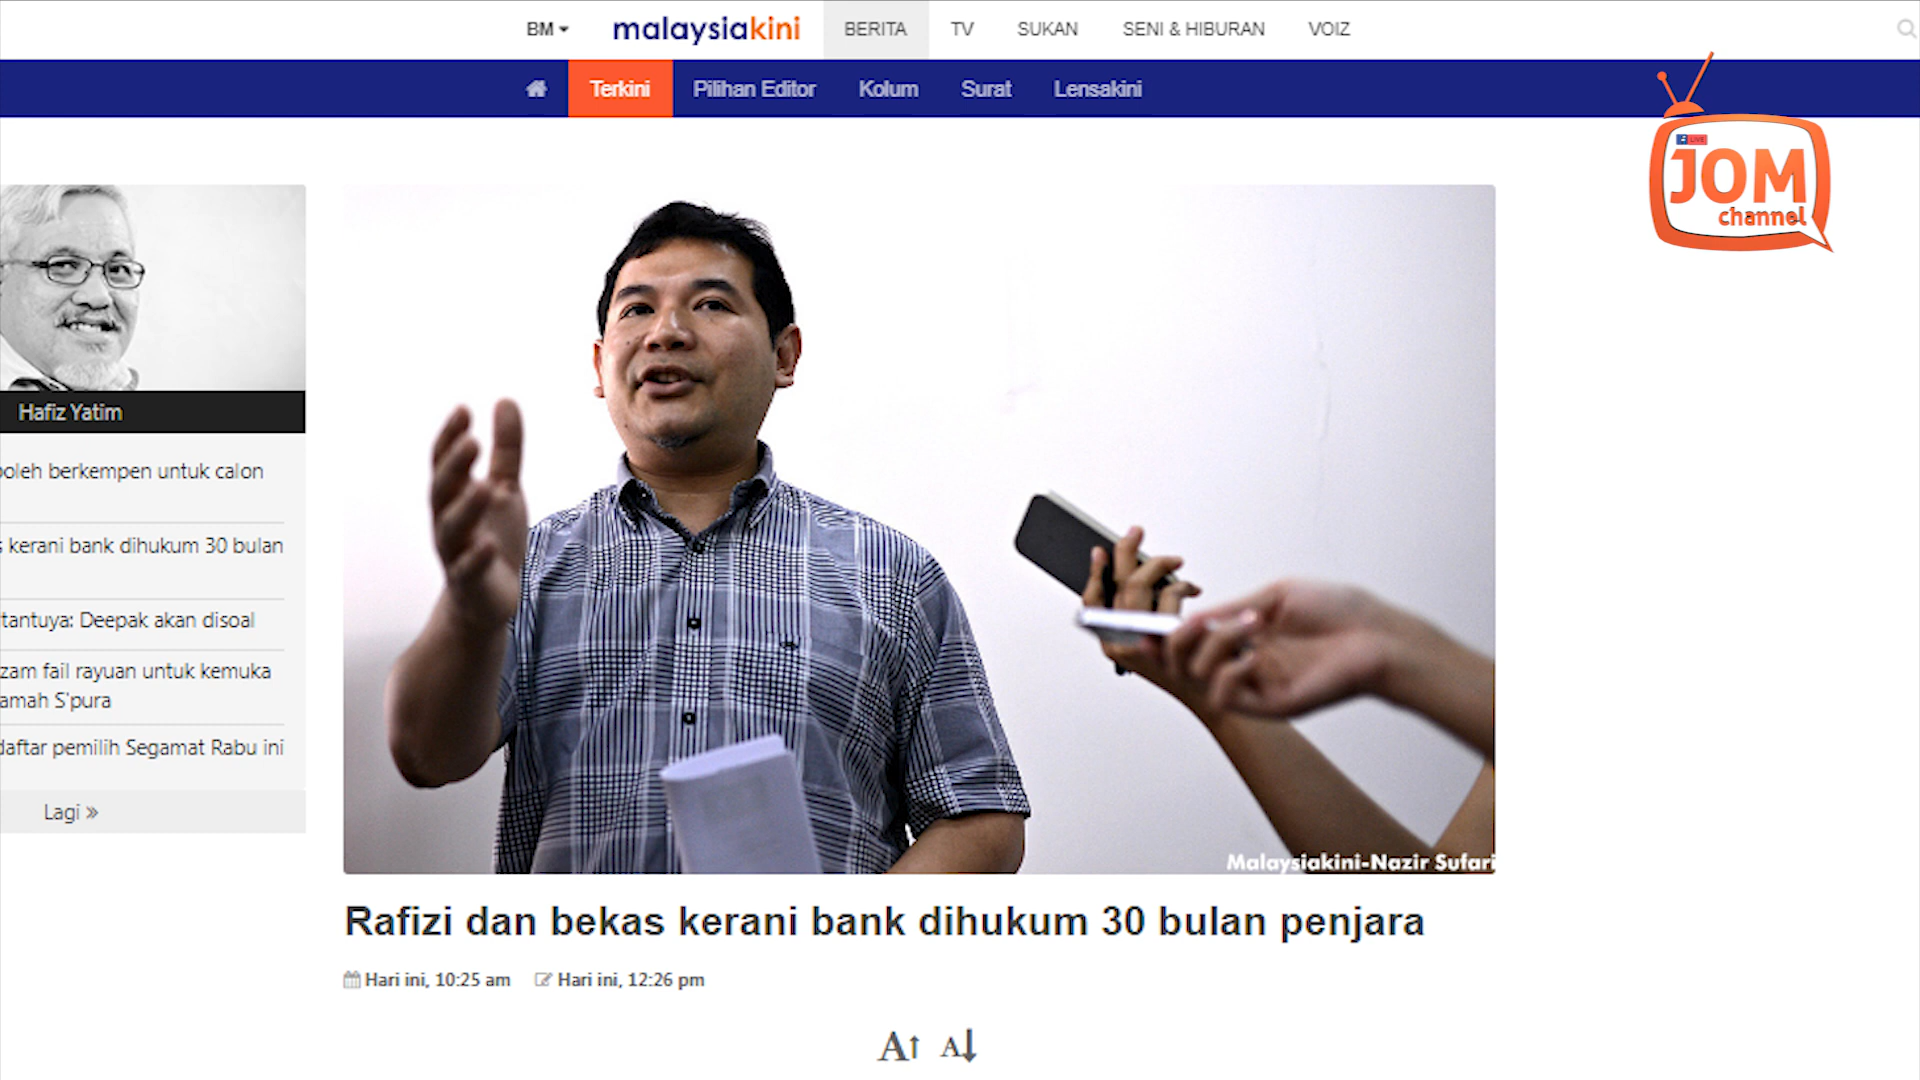 BM
malaysiakini
BERITA
TV
SUKAN
SENI & HIBURAN
VOIZ
Terkini
Pilihan Editor
Kolum
Surat
Lensakini
LIVE
JOM
channel
Hafiz Yatim
boleh berkempen untuk calon
s kerani bank dihukum 30 bulan
tantuya: Deepak akan disoal
zam fail rayuan untuk kemuka
amah S'pura
daftar pemilih Segamat Rabu ini
Lagi »
Malaysiakini-Nazir Sufari
Rafizi dan bekas kerani bank dihukum 30 bulan penjara
Hari ini, 10:25 am
Hari ini, 12:26 pm
A↑ A↓